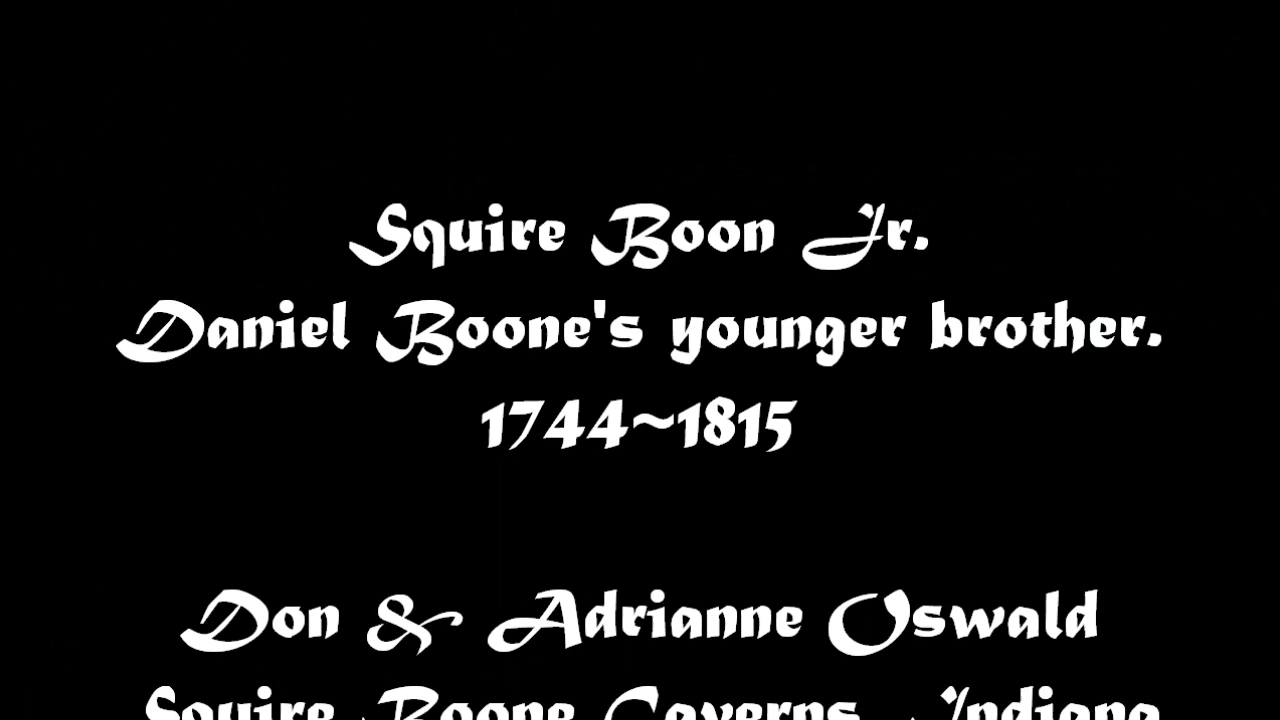 Squire Boon Jr.
Daniel Boone's younger brother.
1744~1815
Don & Adrianne Oswald
Squire Boone Caverns, Indiana